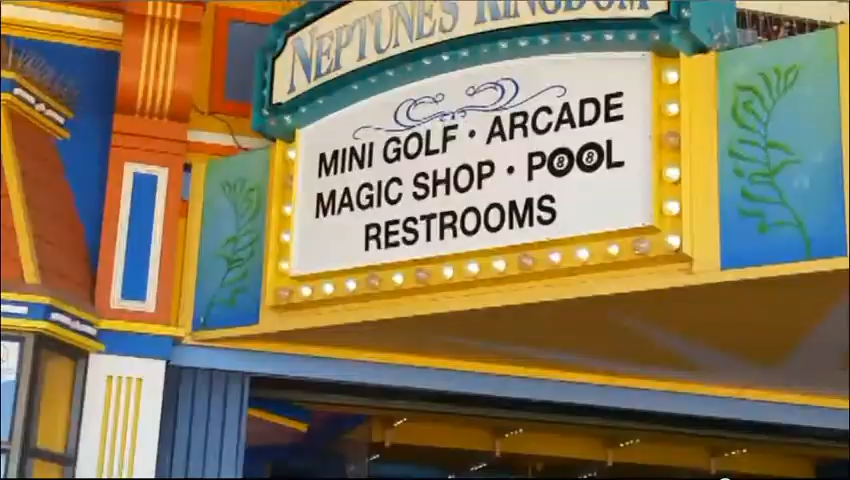 NEPTUNES KINGDOM
MINI GOLF · ARCADE
MAGIC SHOP · POOL
RESTROOMS